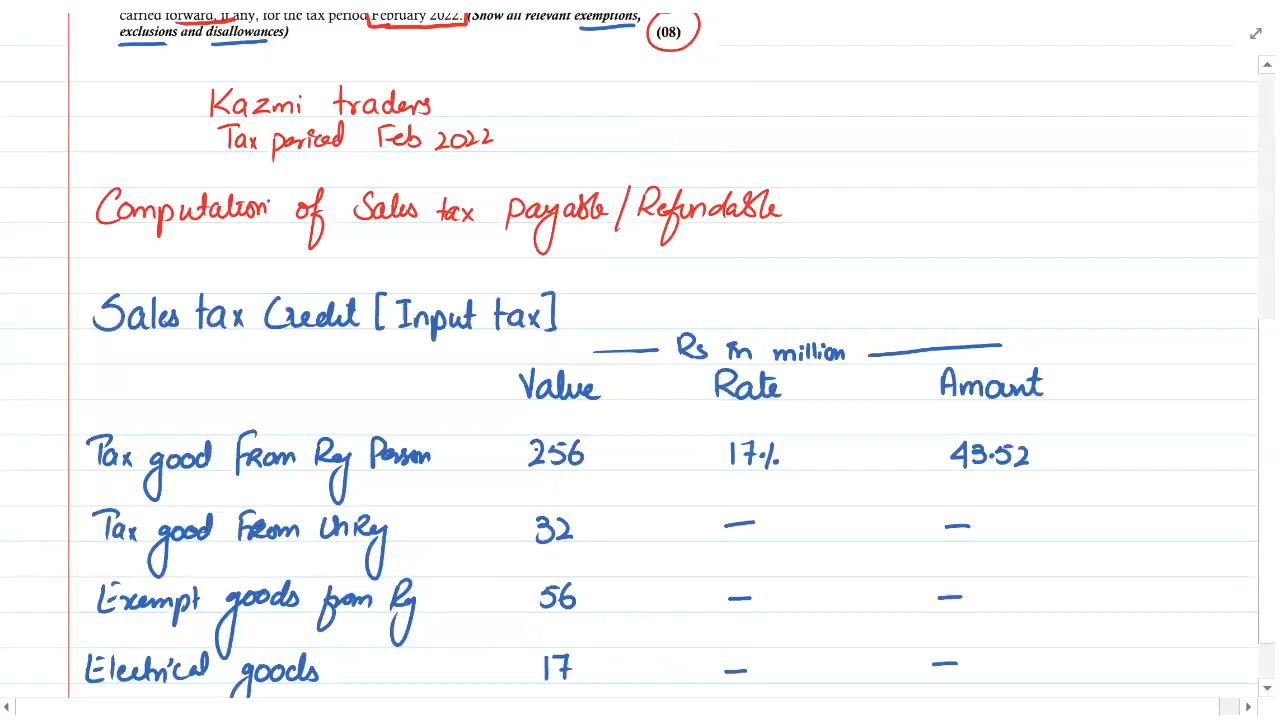 carried forward, if any, for the tax period February 2022. (Show all relevant exemptions,
exclusions and disallowances) (08)
Kazmi traders
Tax period Feb 2022
Computation of Sales tax payable/Refundable
Sales tax Credit [Input tax]
Rs in million
Value Rate Amount
Tax good From Reg Person 256 17% 43.52
Tax good From UnReg 32 — —
Exempt goods from Reg 56 — —
Electrical goods 17 — —